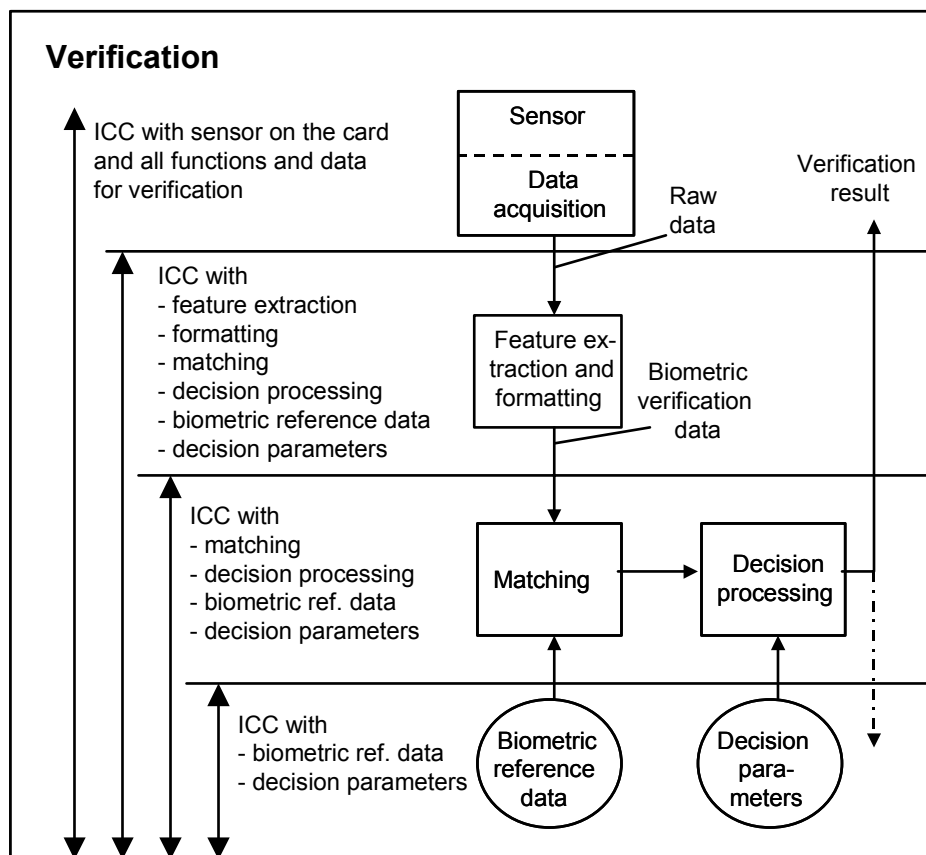 Verification
ICC with sensor on the card
and all functions and data
for verification
Sensor
Data
acquisition
Raw
data
Verification
result
ICC with
- feature extraction
- formatting
- matching
- decision processing
- biometric reference data
- decision parameters
Feature ex-
traction and
formatting
Biometric
verification
data
ICC with
- matching
- decision processing
- biometric ref. data
- decision parameters
Matching
Decision
processing
ICC with
- biometric ref. data
- decision parameters
Biometric
reference
data
Decision
para-
meters